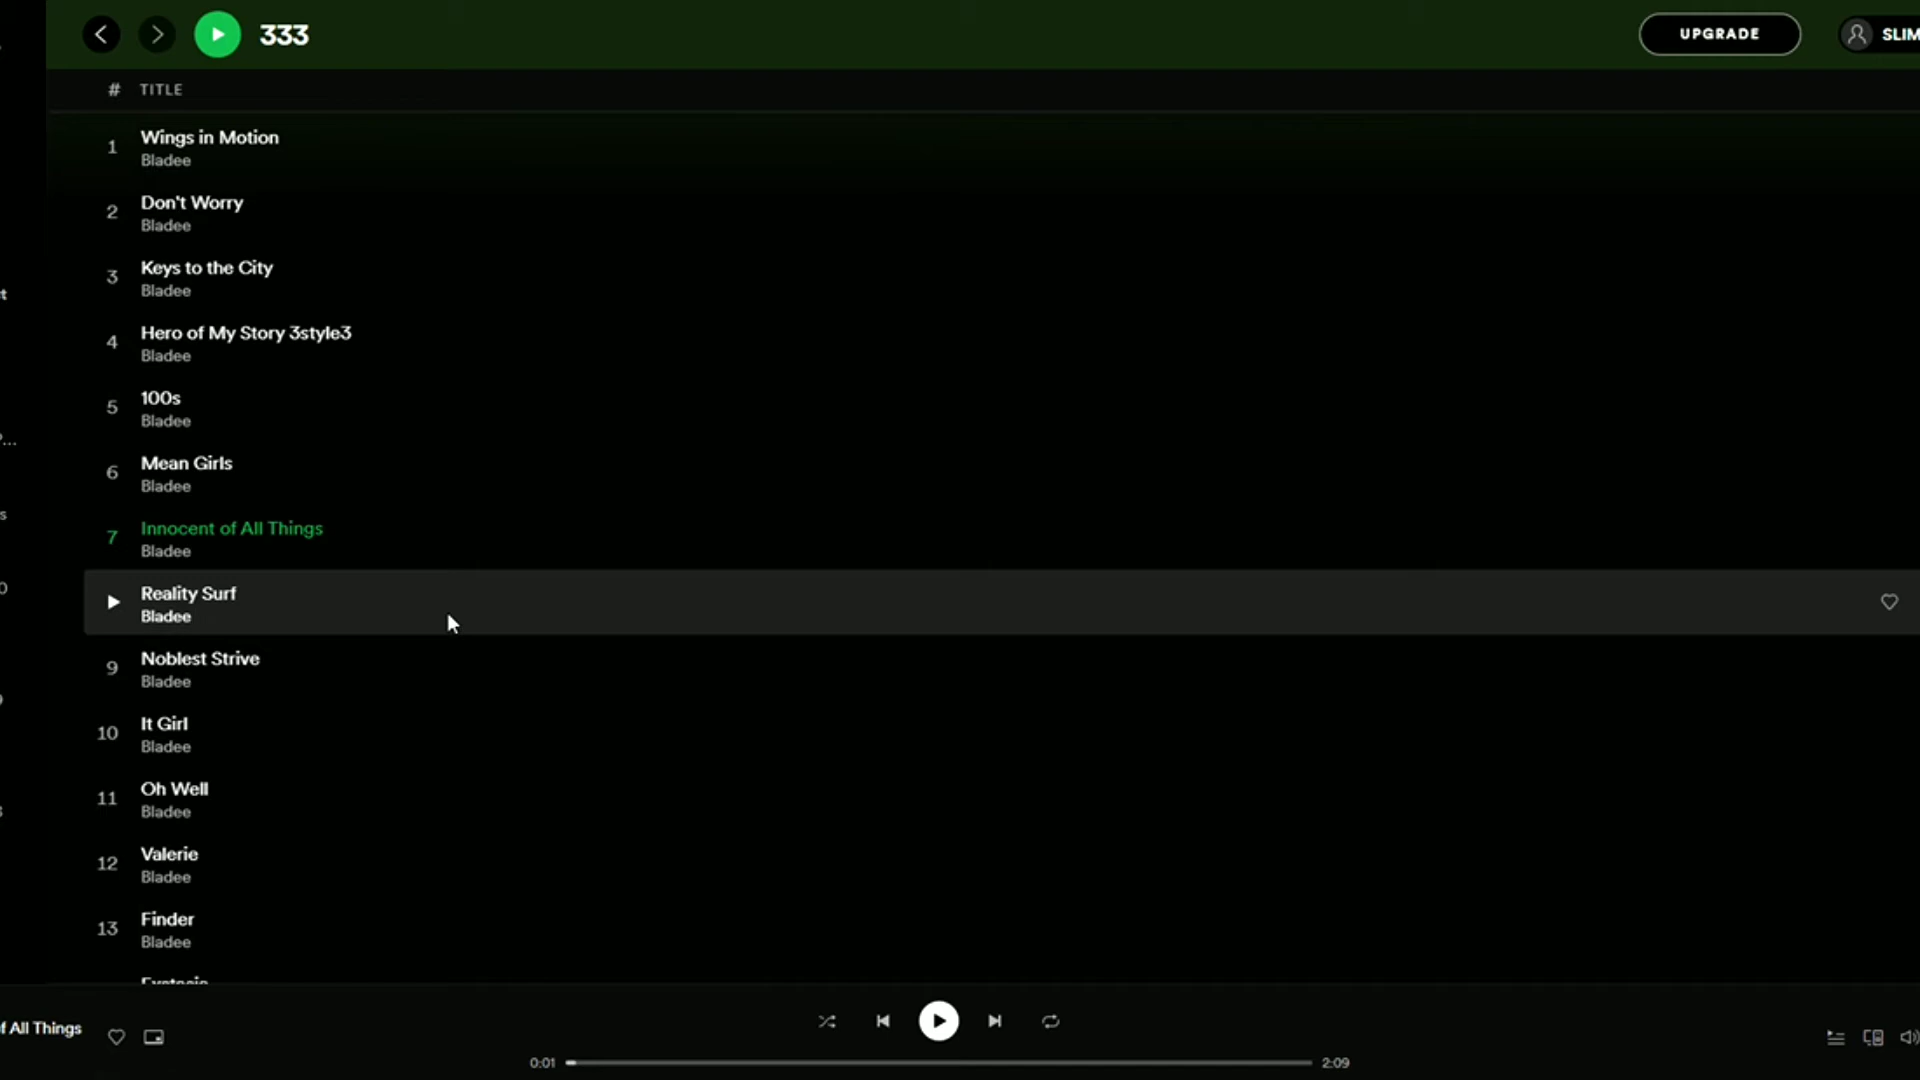 333
UPGRADE
SLIM
# TITLE
1
Wings in Motion
Bladee
2
Don't Worry
Bladee
3
Keys to the City
Bladee
4
Hero of My Story 3style3
Bladee
5
100s
Bladee
6
Mean Girls
Bladee
7
Innocent of All Things
Bladee
Reality Surf
Bladee
9
Noblest Strive
Bladee
10
It Girl
Bladee
11
Oh Well
Bladee
12
Valerie
Bladee
13
Finder
Bladee
f All Things
0:01
2:09